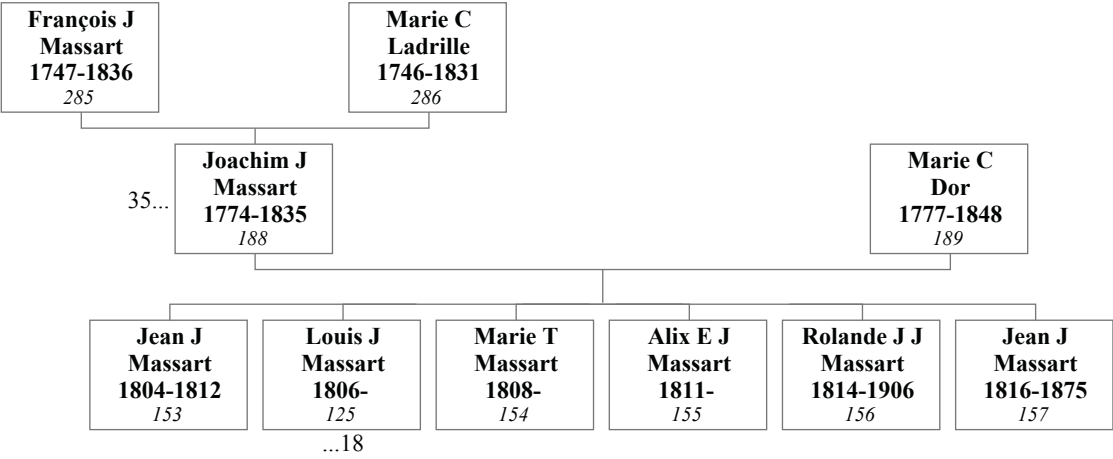 François J
Massart
1747-1836
285
Marie C
Ladrille
1746-1831
286
35...
Joachim J
Massart
1774-1835
188
Marie C
Dor
1777-1848
189
Jean J
Massart
1804-1812
153
Louis J
Massart
1806-
125
...18
Marie T
Massart
1808-
154
Alix E J
Massart
1811-
155
Rolande J J
Massart
1814-1906
156
Jean J
Massart
1816-1875
157